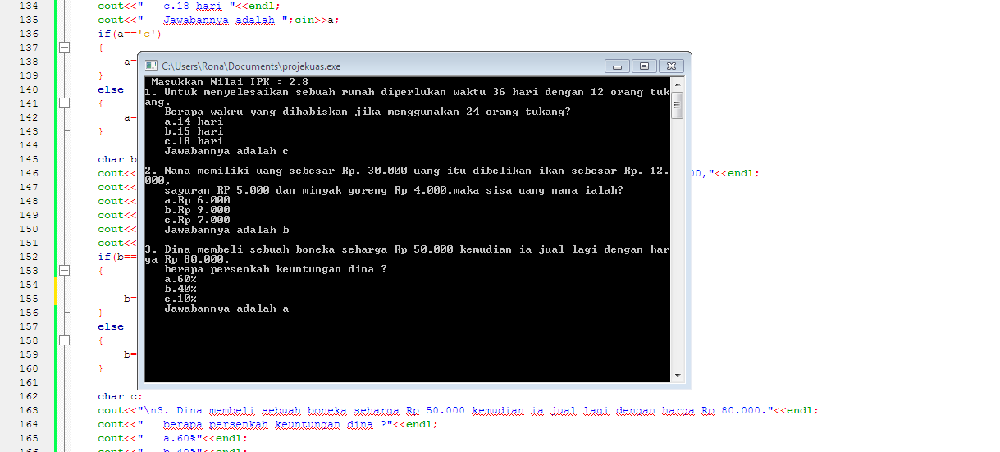 134 cout<<"   c.18 hari "<<endl;
135 cout<<"   Jawabannya adalah ";cin>>a;
136 if(a=='c')
137 {
138 a=
139 }
140 else
141 {
142 a=
143 }
144
145 char b
146 cout<< 00,"<<endl;
147 cout<<
148 cout<<
149 cout<<
150 cout<<
151 cout<<
152 if(b==
153 {
154
155 b=
156 }
157 else
158 {
159 b=
160 }
161
162 char c;
163 cout<<"\n3. Dina membeli sebuah boneka seharga Rp 50.000 kemudian ia jual lagi dengan harga Rp 80.000."<<endl;
164 cout<<"   berapa persenkah keuntungan dina ?"<<endl;
165 cout<<"   a.60%"<<endl;
166 cout<<"   b.40%"<<endl;
C:\Users\Rona\Documents\projekuas.exe
Masukkan Nilai IPK : 2.8
1. Untuk menyelesaikan sebuah rumah diperlukan waktu 36 hari dengan 12 orang tuk
ang.
Berapa wakru yang dihabiskan jika menggunakan 24 orang tukang?
a.14 hari
b.15 hari
c.18 hari
Jawabannya adalah c
2. Nana memiliki uang sebesar Rp. 30.000 uang itu dibelikan ikan sebesar Rp. 12.
000,
sayuran RP 5.000 dan minyak goreng Rp 4.000,maka sisa uang nana ialah?
a.Rp 6.000
b.Rp 9.000
c.Rp 7.000
Jawabannya adalah b
3. Dina membeli sebuah boneka seharga Rp 50.000 kemudian ia jual lagi dengan har
ga Rp 80.000.
berapa persenkah keuntungan dina ?
a.60%
b.40%
c.10%
Jawabannya adalah a